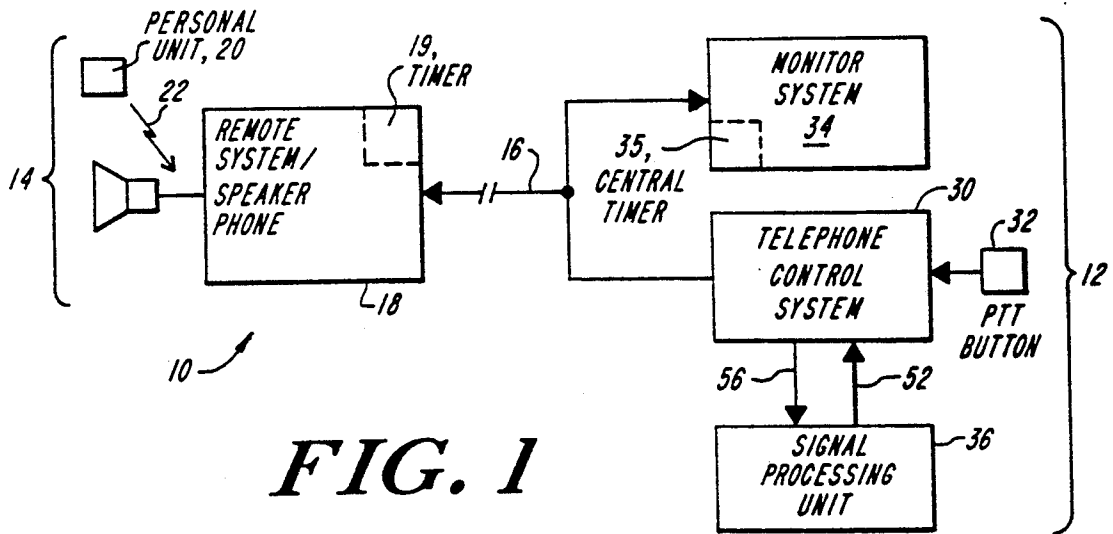 PERSONAL
UNIT, 20
22
14
REMOTE
SYSTEM/
SPEAKER
PHONE
19,
TIMER
18
10
16
MONITOR
SYSTEM
34
35,
CENTRAL
TIMER
30
TELEPHONE
CONTROL
SYSTEM
32
PTT
BUTTON
12
56
52
SIGNAL
PROCESSING
UNIT
36
FIG. 1